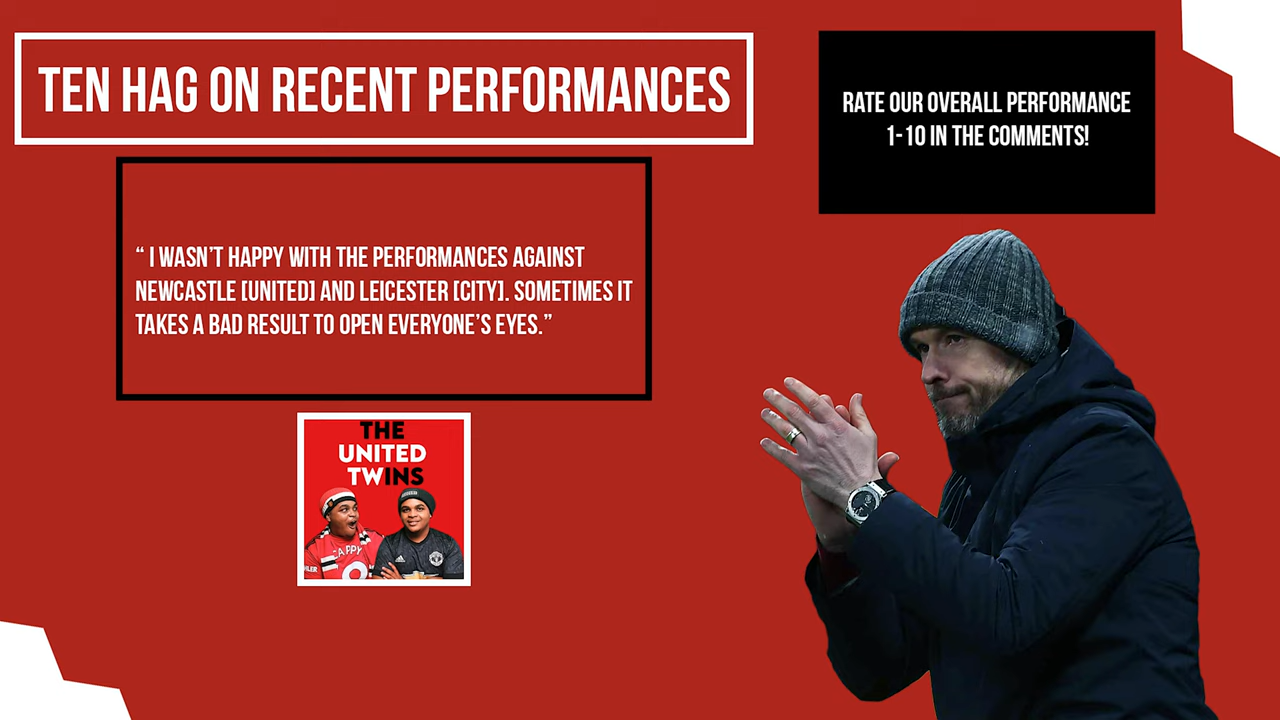 TEN HAG ON RECENT PERFORMANCES
RATE OUR OVERALL PERFORMANCE
1-10 IN THE COMMENTS!
“ I WASN’T HAPPY WITH THE PERFORMANCES AGAINST
NEWCASTLE [UNITED] AND LEICESTER [CITY]. SOMETIMES IT
TAKES A BAD RESULT TO OPEN EVERYONE’S EYES.”
THE
UNITED
TWINS